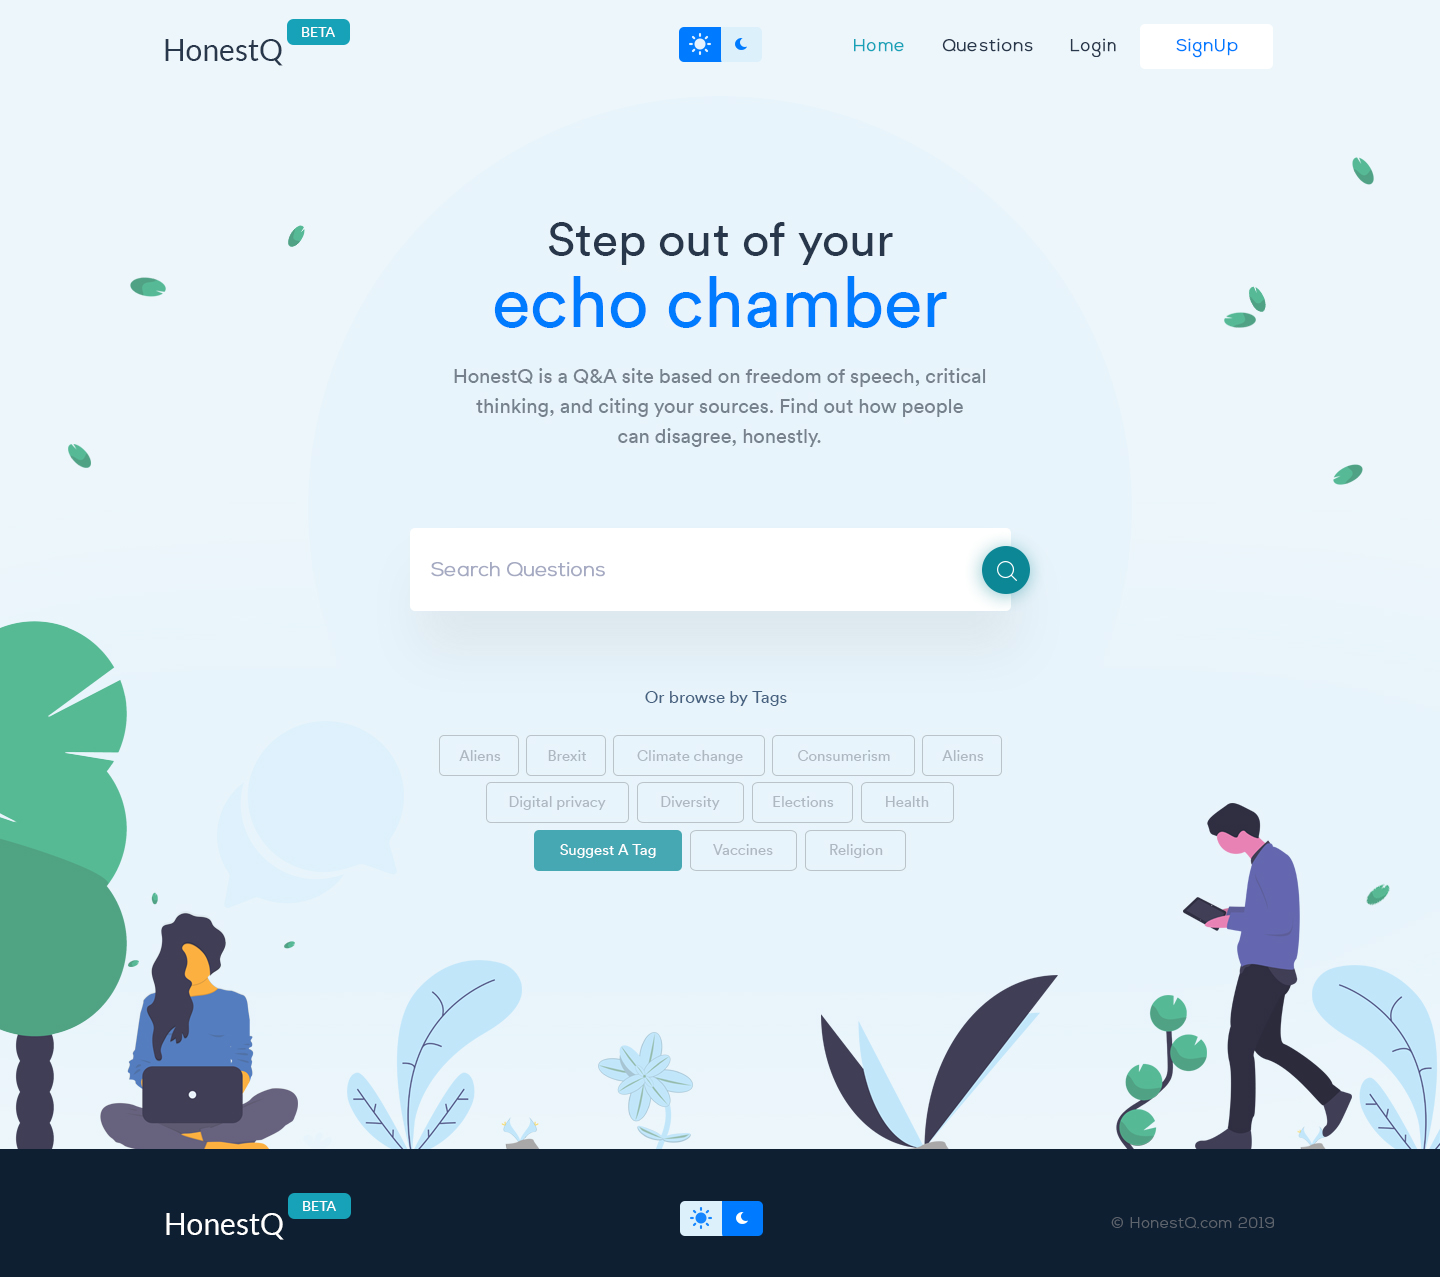 HonestQ BETA
Home Questions Login SignUp
Step out of your
echo chamber
HonestQ is a Q&A site based on freedom of speech, critical
thinking, and citing your sources. Find out how people
can disagree, honestly.
Search Questions
Or browse by Tags
Aliens Brexit Climate change Consumerism Aliens
Digital privacy Diversity Elections Health
Suggest A Tag Vaccines Religion
HonestQ BETA
© HonestQ.com 2019